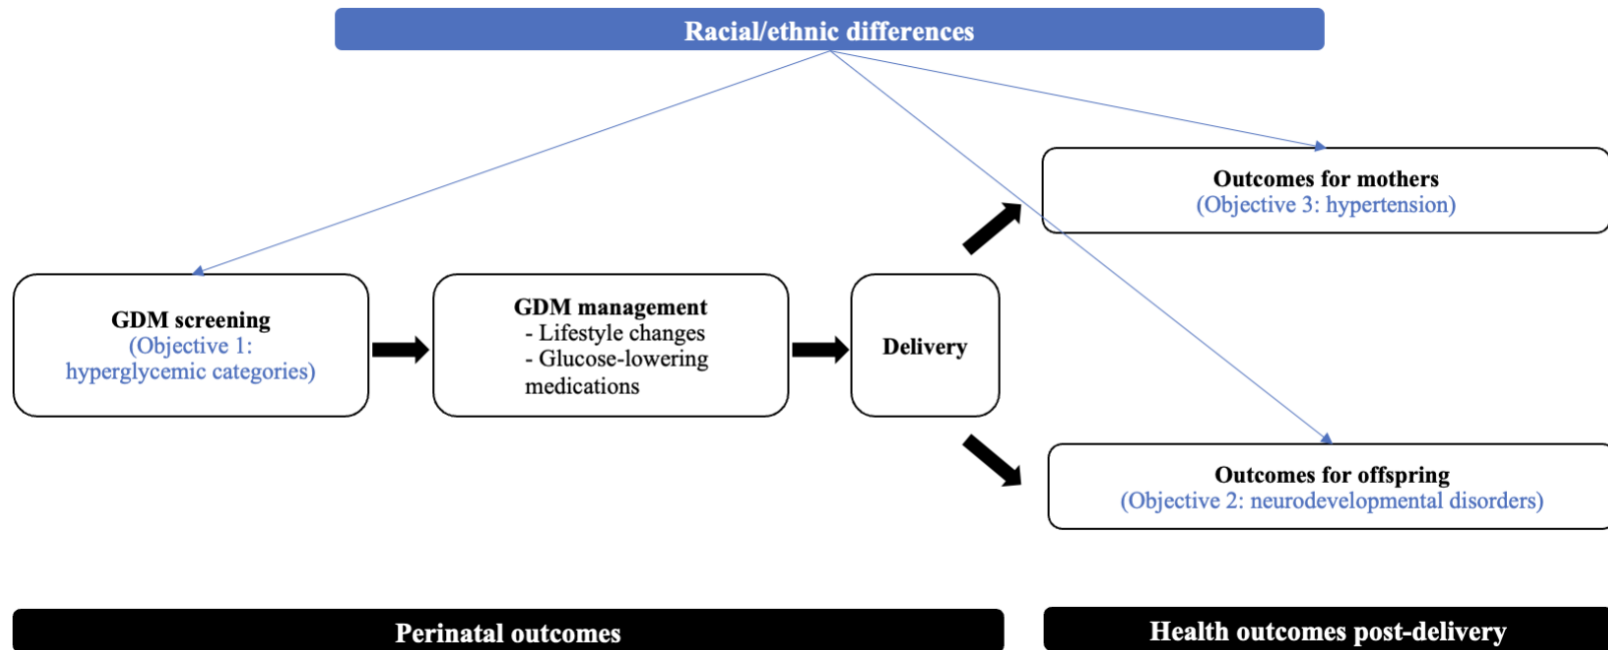 Racial/ethnic differences
Outcomes for mothers
(Objective 3: hypertension)
GDM screening
(Objective 1:
hyperglycemic categories)
GDM management
- Lifestyle changes
- Glucose-lowering
medications
Delivery
Outcomes for offspring
(Objective 2: neurodevelopmental disorders)
Perinatal outcomes
Health outcomes post-delivery